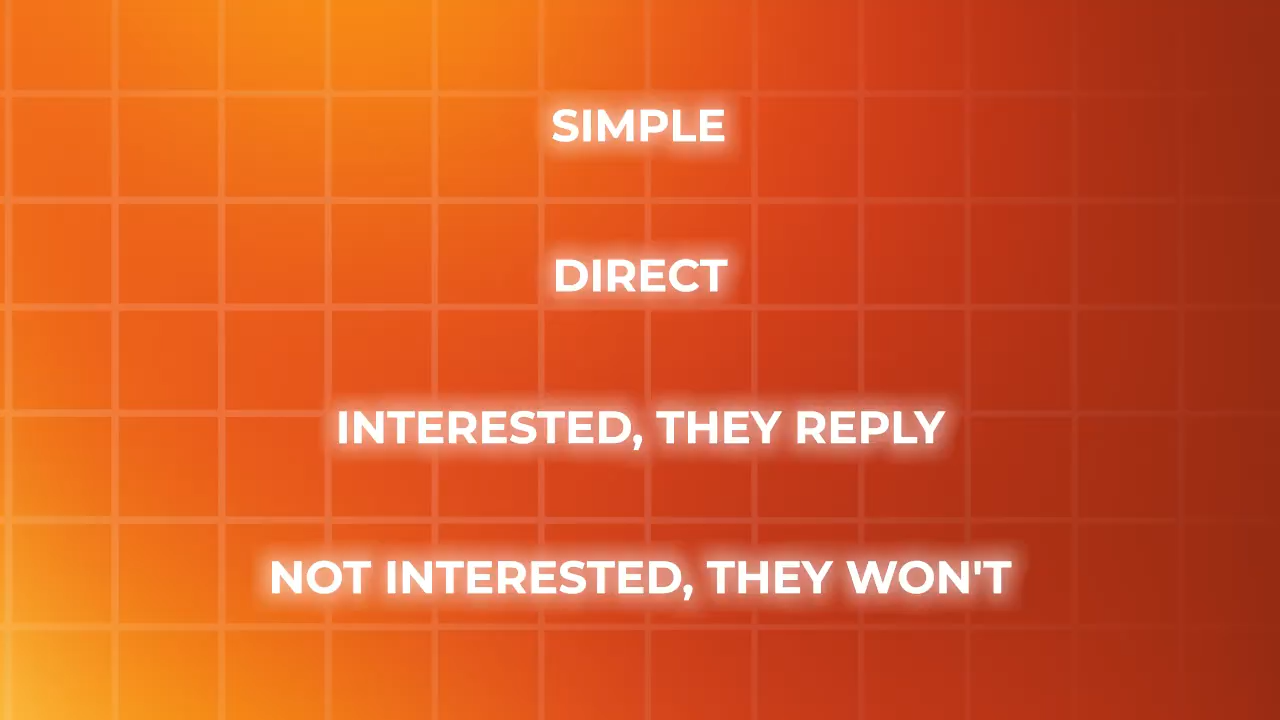 SIMPLE
DIRECT
INTERESTED, THEY REPLY
NOT INTERESTED, THEY WON'T